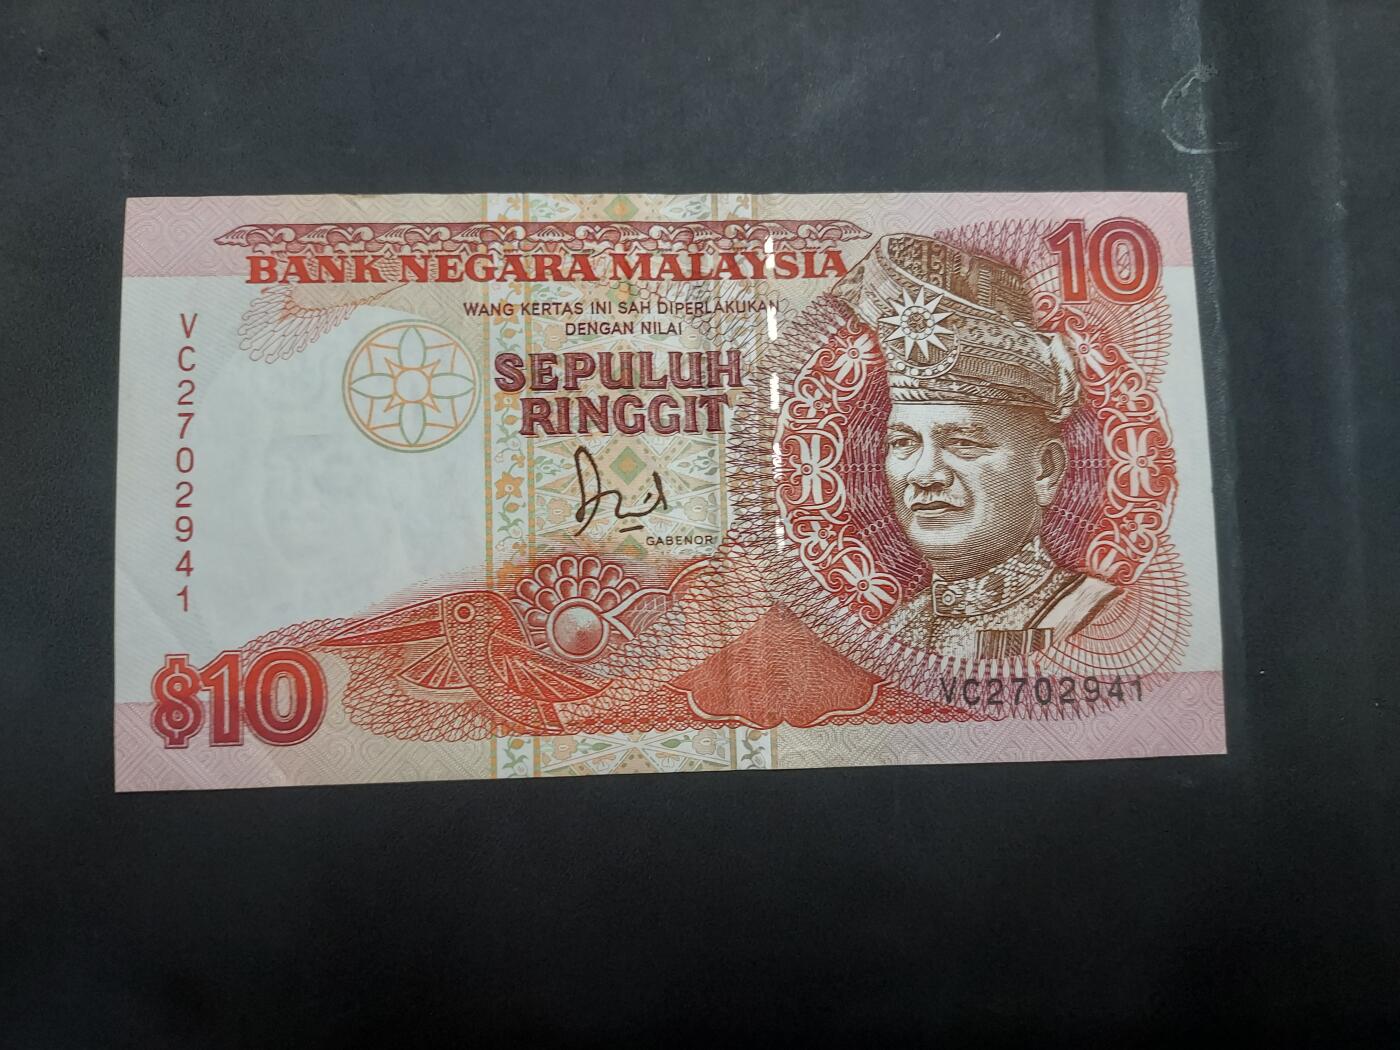 BANK NEGARA MALAYSIA
10
WANG KERTAS INI SAH DIPERLAKUKAN
DENGAN NILAI
SEPULUH
RINGGIT
VC2702941
GABENOR
$10
VC2702941